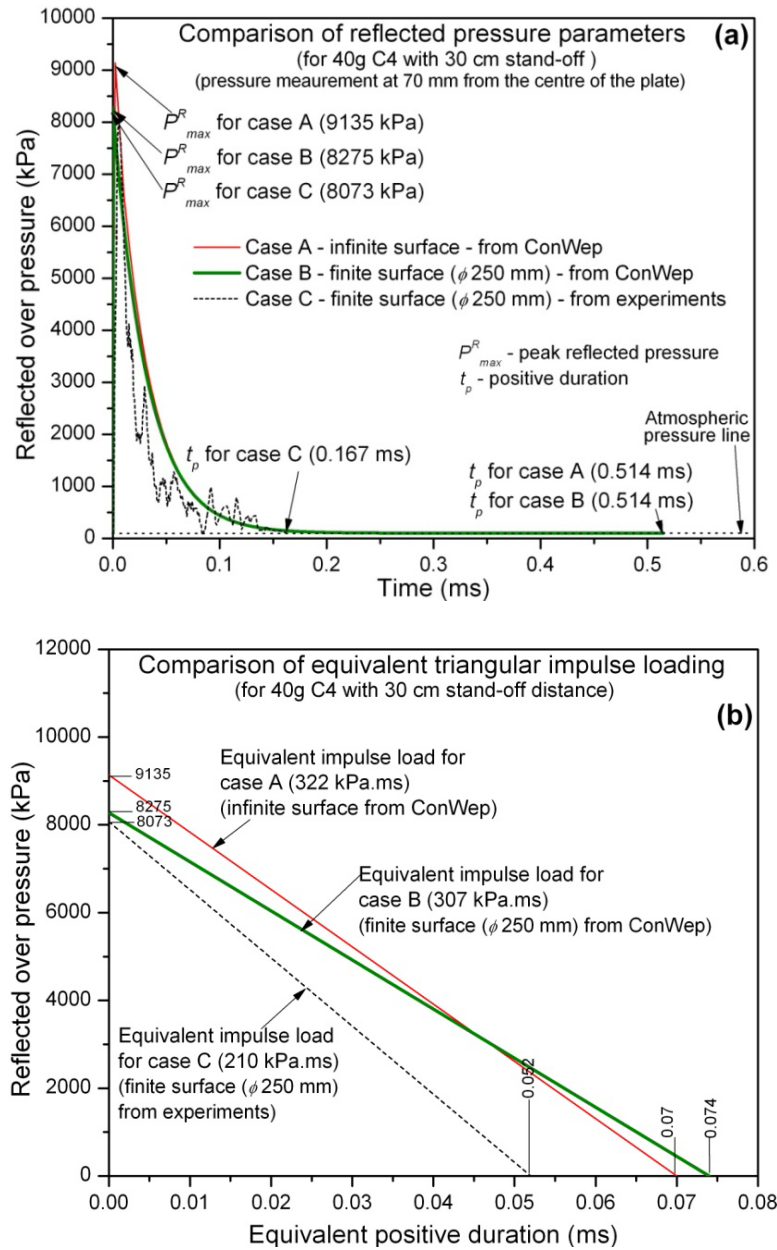 Comparison of reflected pressure parameters
(a)
(for 40g C4 with 30 cm stand-off )
(pressure meaurement at 70 mm from the centre of the plate)
10000
9000
8000
7000
6000
5000
4000
3000
2000
1000
0
Reflected over pressure (kPa)
P^R_max for case A (9135 kPa)
P^R_max for case B (8275 kPa)
P^R_max for case C (8073 kPa)
Case A - infinite surface - from ConWep
Case B - finite surface (ϕ 250 mm) - from ConWep
Case C - finite surface (ϕ 250 mm) - from experiments
P^R_max - peak reflected pressure
t_p - positive duration
Atmospheric
pressure line
t_p for case C (0.167 ms)
t_p for case A (0.514 ms)
t_p for case B (0.514 ms)
0.0 0.1 0.2 0.3 0.4 0.5 0.6
Time (ms)
Comparison of equivalent triangular impulse loading
(for 40g C4 with 30 cm stand-off distance)
(b)
12000
10000
8000
6000
4000
2000
0
Reflected over pressure (kPa)
9135
8275
8073
Equivalent impulse load for
case A (322 kPa.ms)
(infinite surface from ConWep)
Equivalent impulse load for
case B (307 kPa.ms)
(finite surface (ϕ 250 mm) from ConWep)
Equivalent impulse load
for case C (210 kPa.ms)
(finite surface (ϕ 250 mm)
from experiments)
0.052
0.07
0.074
0.00 0.01 0.02 0.03 0.04 0.05 0.06 0.07 0.08
Equivalent positive duration (ms)